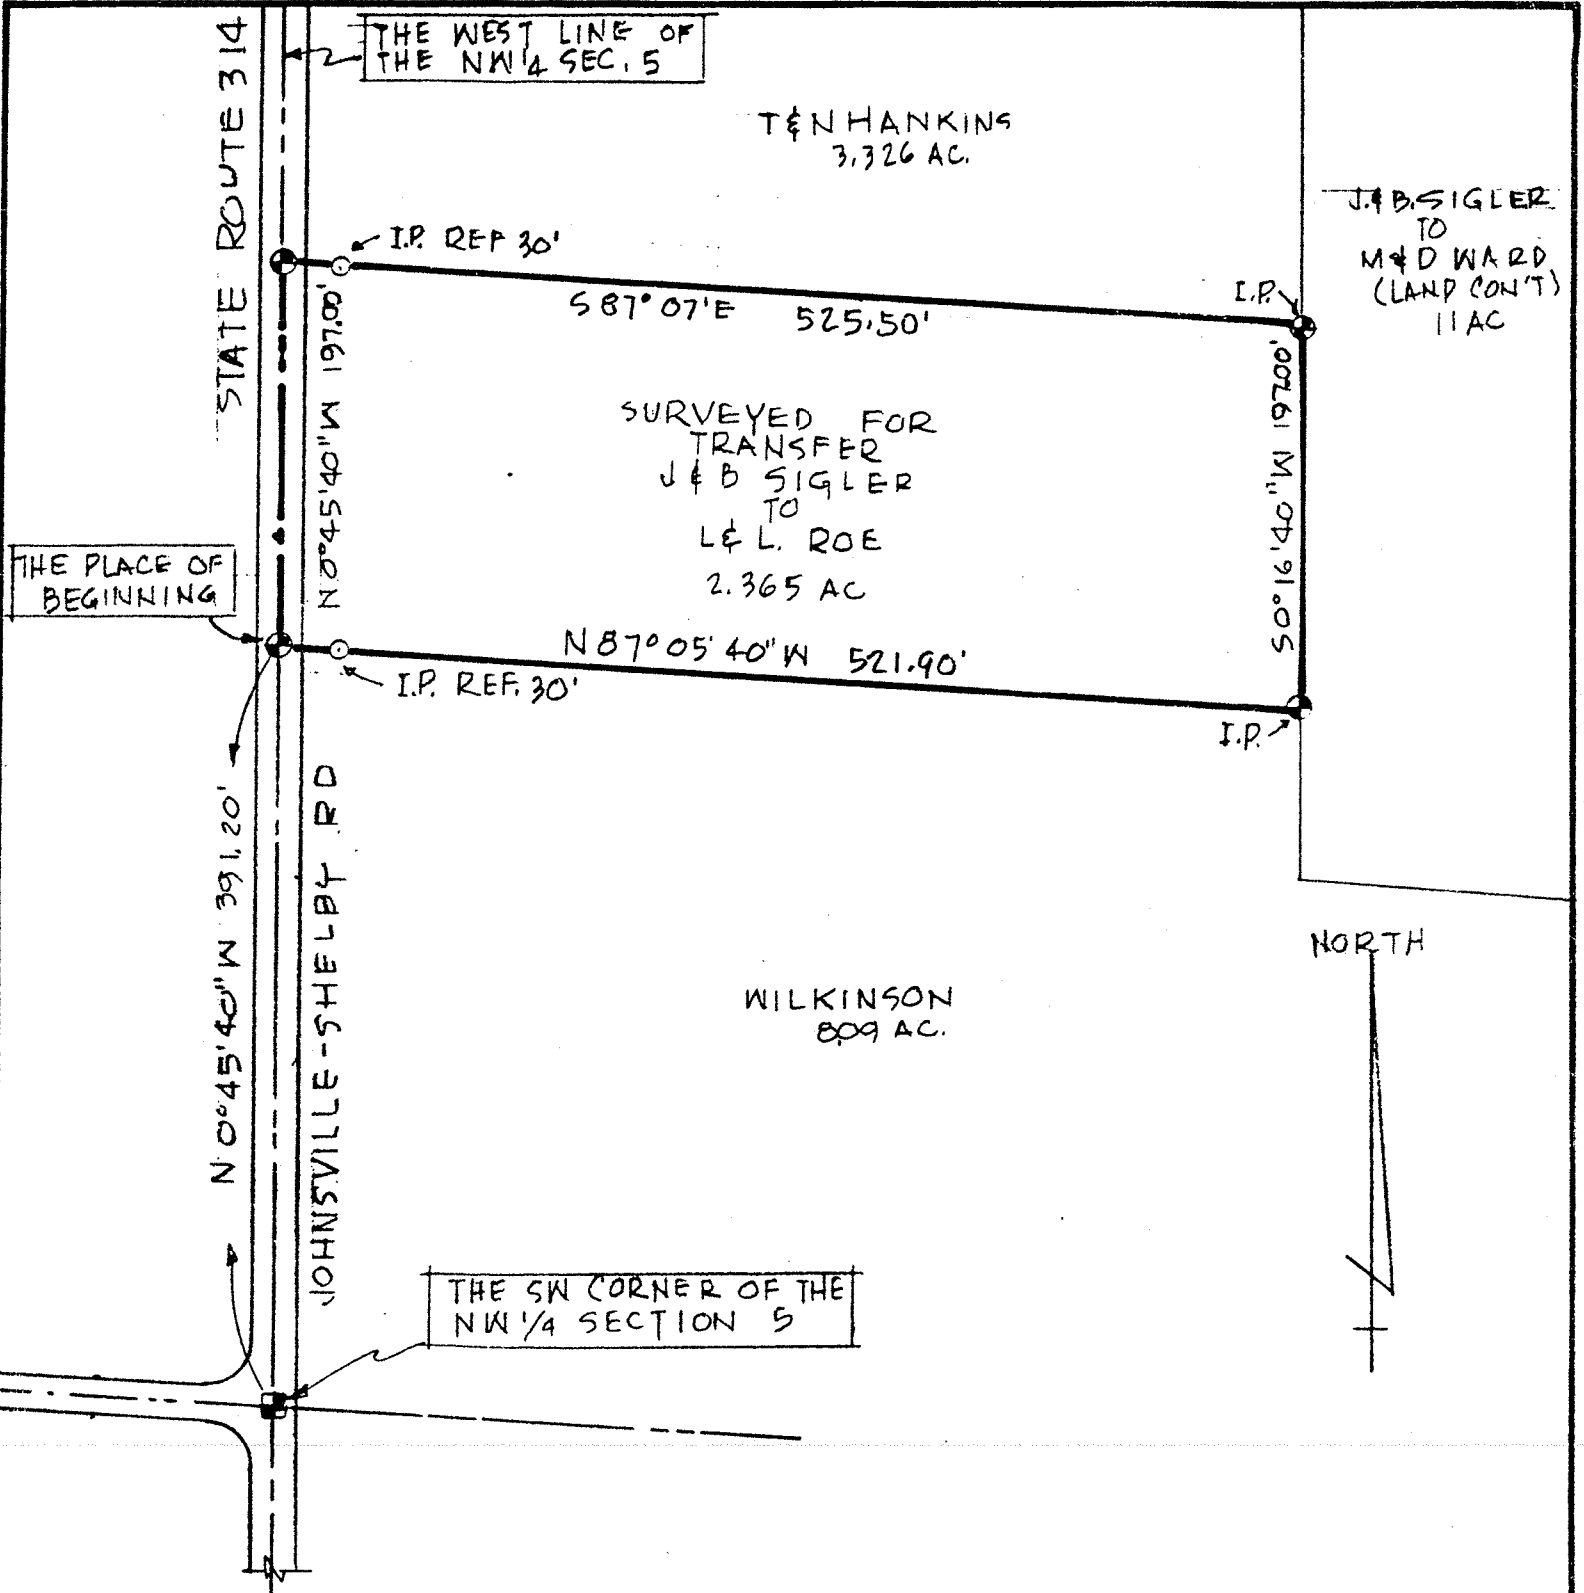 STATE ROUTE 314
THE WEST LINE OF
THE NW 1/4 SEC. 5
T & N HANKINS
3.326 AC.
J. & B. SIGLER
TO
M & D WARD
(LAND CON'T)
11 AC
I.P. REF 30'
I.P.
S 87° 07' E 525.50'
N 0° 45' 40" W 197.00'
S 0° 16' 40" W 197.00'
SURVEYED FOR
TRANSFER
J & B SIGLER
TO
L & L. ROE
2.365 AC
THE PLACE OF
BEGINNING
N 87° 05' 40" W 521.90'
I.P. REF. 30'
I.P.
N 0° 45' 40" W 391.20'
JOHNSVILLE-SHELBY RD
NORTH
WILKINSON
809 AC.
THE SW CORNER OF THE
NW 1/4 SECTION 5